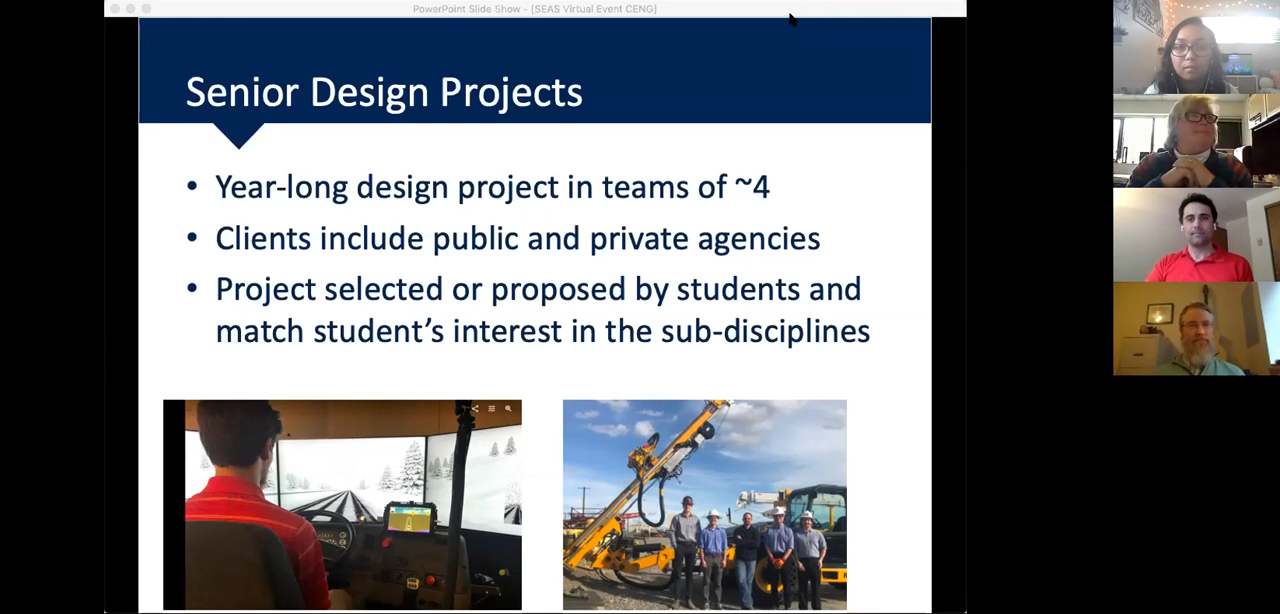 PowerPoint Slide Show - [SEAS Virtual Event CENG]
Senior Design Projects
• Year-long design project in teams of ~4
• Clients include public and private agencies
• Project selected or proposed by students and
match student’s interest in the sub-disciplines